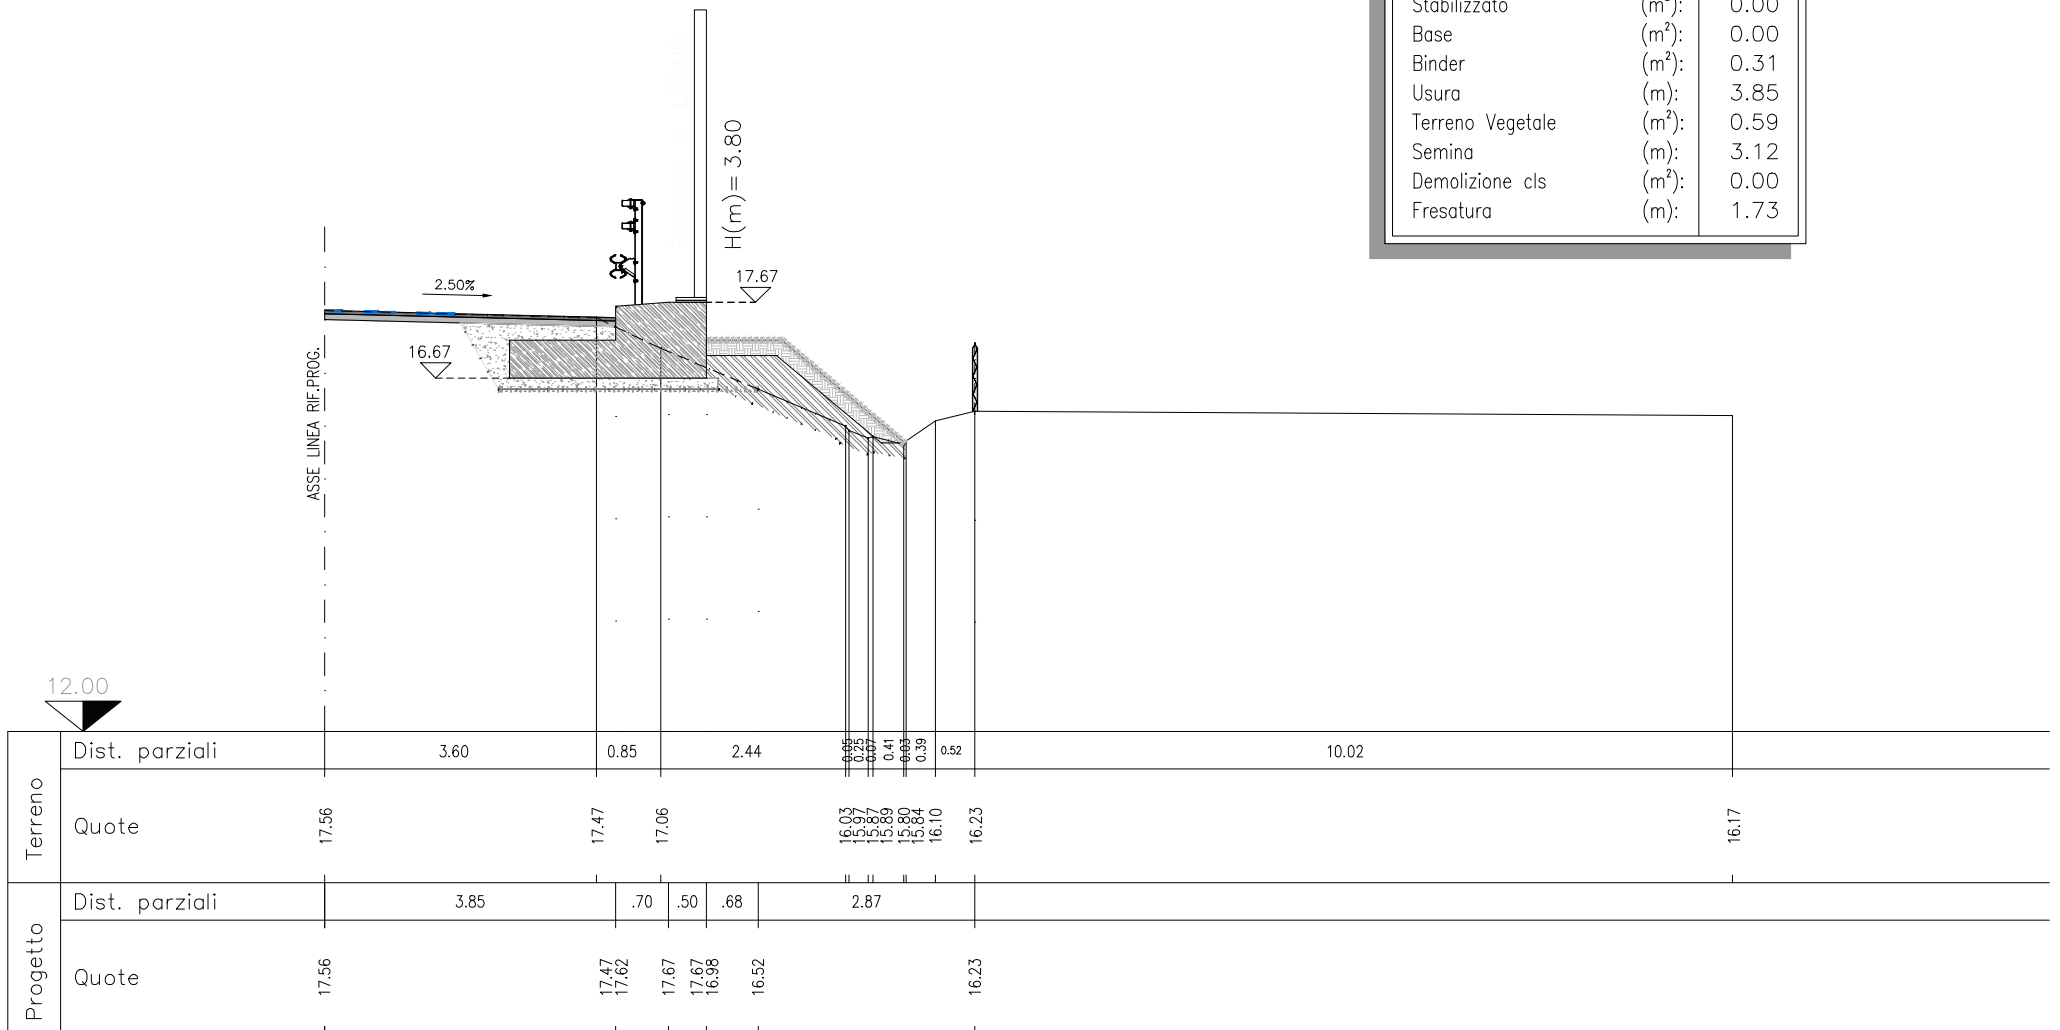 Stabilizzato (m²): 0.00
Base (m²): 0.00
Binder (m²): 0.31
Usura (m): 3.85
Terreno Vegetale (m²): 0.59
Semina (m): 3.12
Demolizione cls (m²): 0.00
Fresatura (m): 1.73
H(m)= 3.80
17.67
2.50%
16.67
ASSE LINEA RIF.PROG.
12.00
Terreno
Dist. parziali 3.60 0.85 2.44 0.05 0.25 0.07 0.41 0.03 0.39 0.52 10.02
Quote 17.56 17.47 17.06 16.03 15.97 15.87 15.89 15.80 15.84 16.10 16.23 16.17
Progetto
Dist. parziali 3.85 .70 .50 .68 2.87
Quote 17.56 17.47 17.62 17.67 17.67 16.98 16.52 16.23